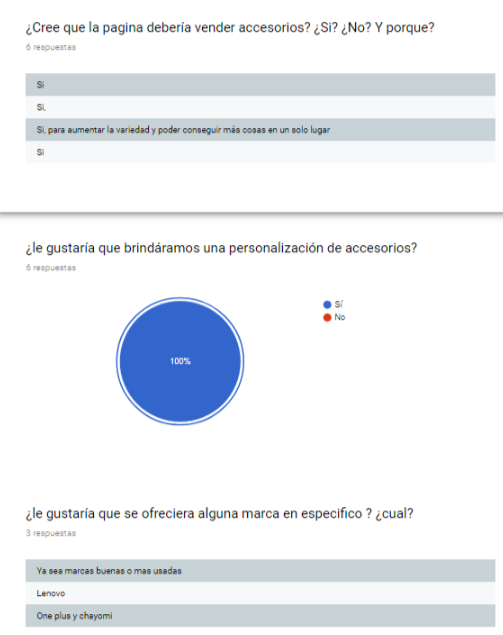 ¿Cree que la pagina debería vender accesorios? ¿Si? ¿No? Y porque?
6 respuestas
Si
Si,
Si, para aumentar la variedad y poder conseguir más cosas en un solo lugar
Si
¿le gustaría que brindáramos una personalización de accesorios?
6 respuestas
100%
Sí
No
¿le gustaría que se ofreciera alguna marca en especifico ? ¿cual?
3 respuestas
Ya sea marcas buenas o mas usadas
Lenovo
One plus y chayomi